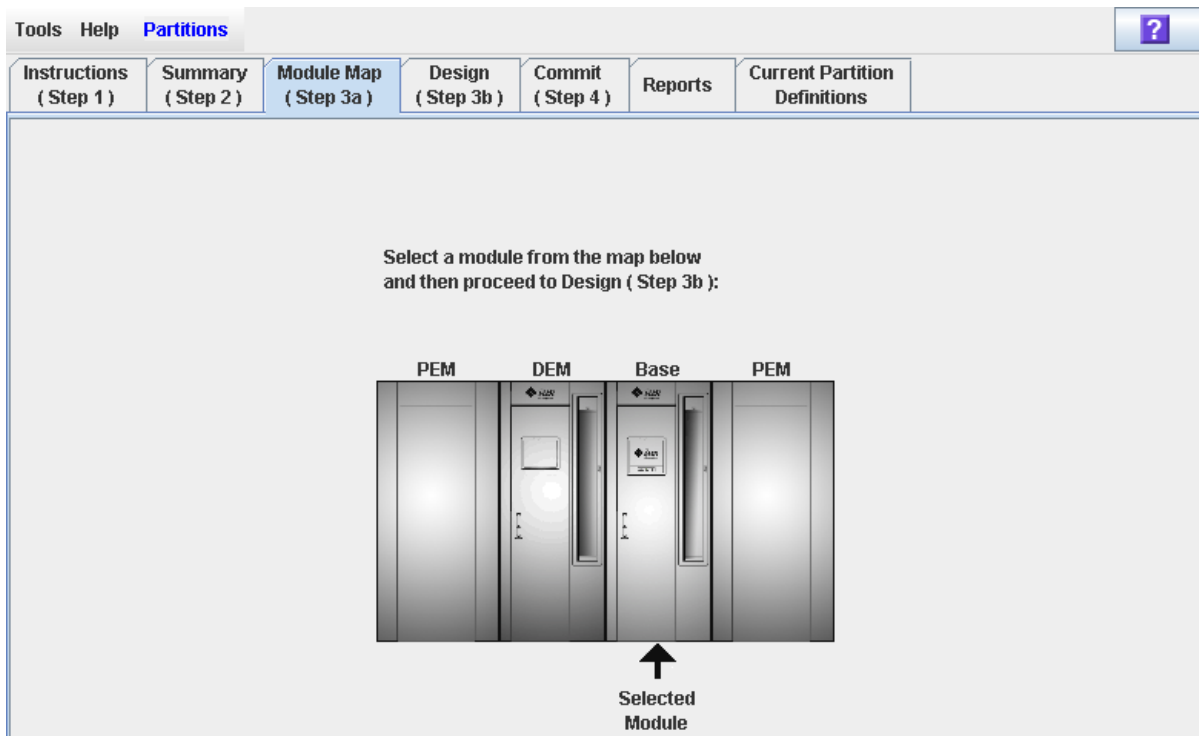 Tools Help Partitions ?
Instructions
( Step 1 )
Summary
( Step 2 )
Module Map
( Step 3a )
Design
( Step 3b )
Commit
( Step 4 )
Reports
Current Partition
Definitions
Select a module from the map below
and then proceed to Design ( Step 3b ):
PEM DEM Base PEM
Selected
Module